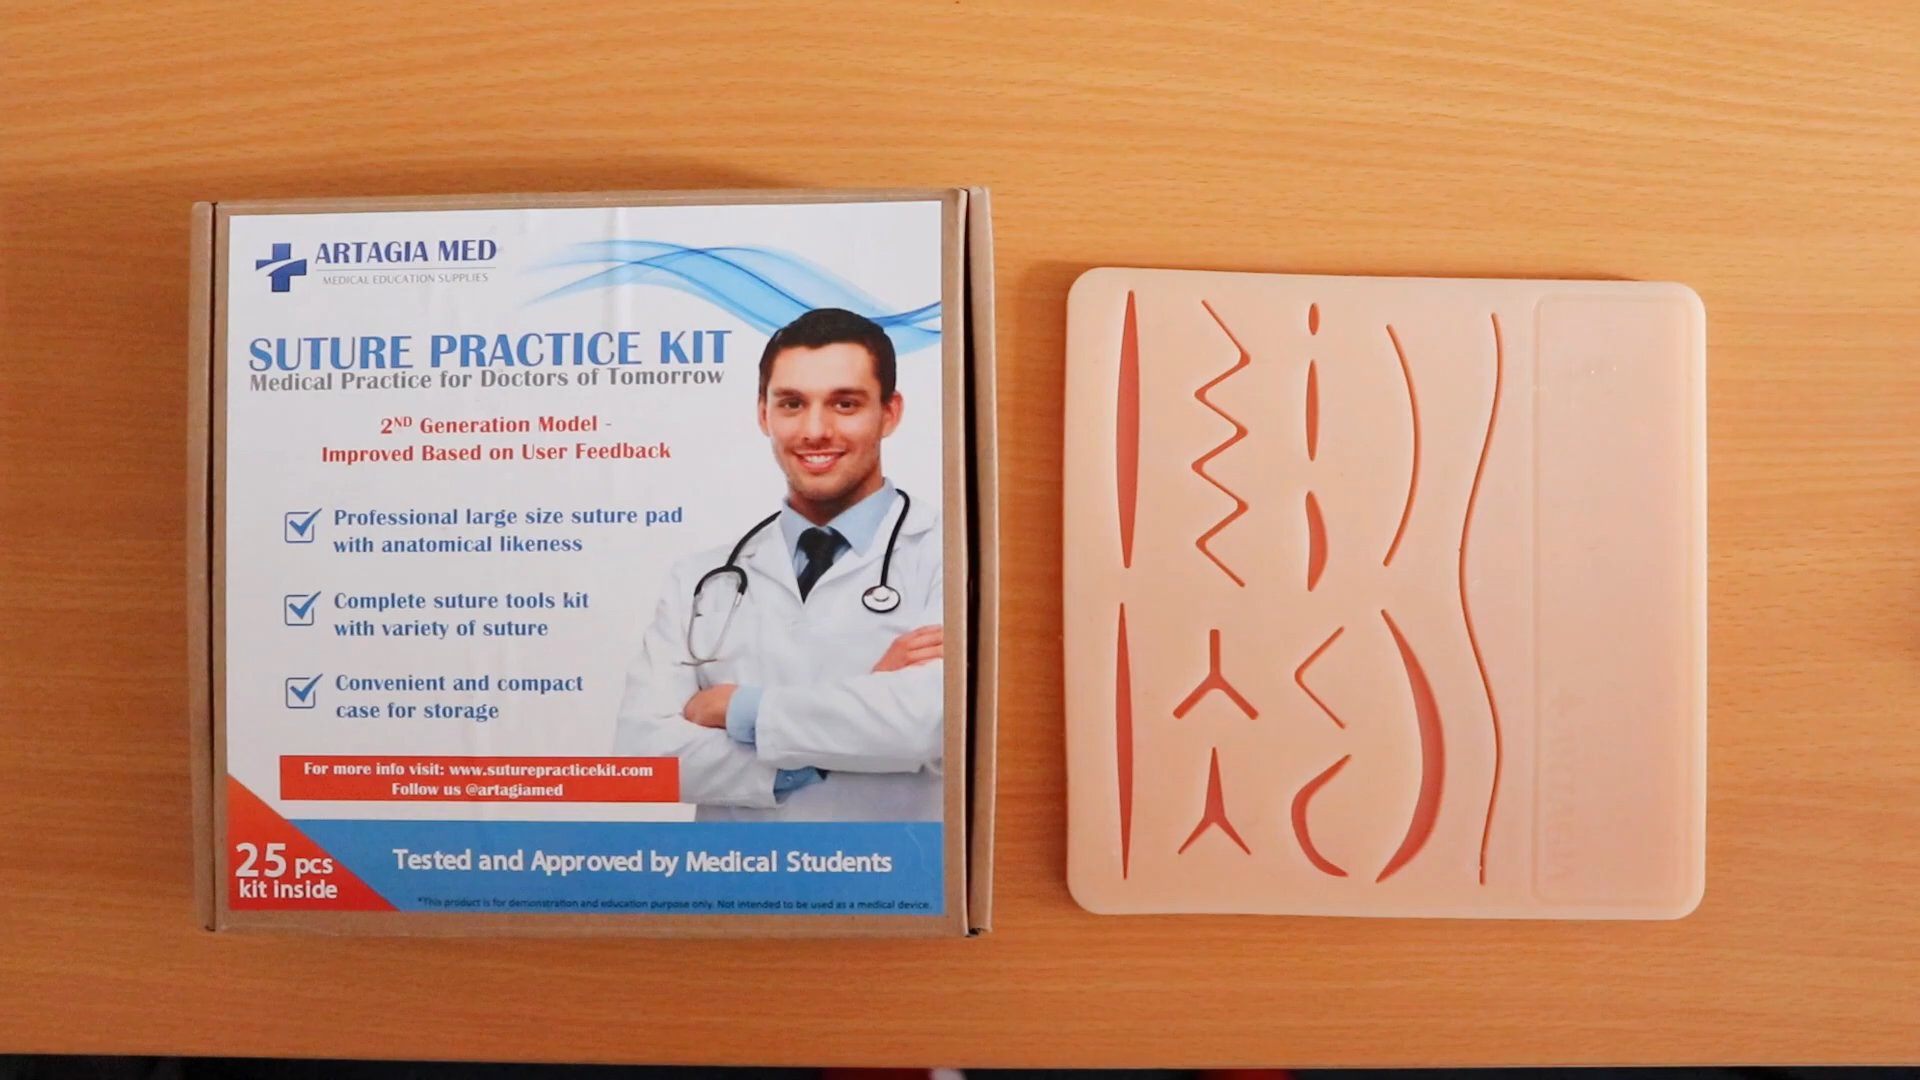 ARTAGIA MED
MEDICAL EDUCATION SUPPLIES
SUTURE PRACTICE KIT
Medical Practice for Doctors of Tomorrow
2ND Generation Model -
Improved Based on User Feedback
Professional large size suture pad
with anatomical likeness
Complete suture tools kit
with variety of suture
Convenient and compact
case for storage
For more info visit: www.suturepracticekit.com
Follow us @artagiamed
25 pcs
kit inside
Tested and Approved by Medical Students
*This product is for demonstration and education purpose only. Not intended to be used as a medical device.